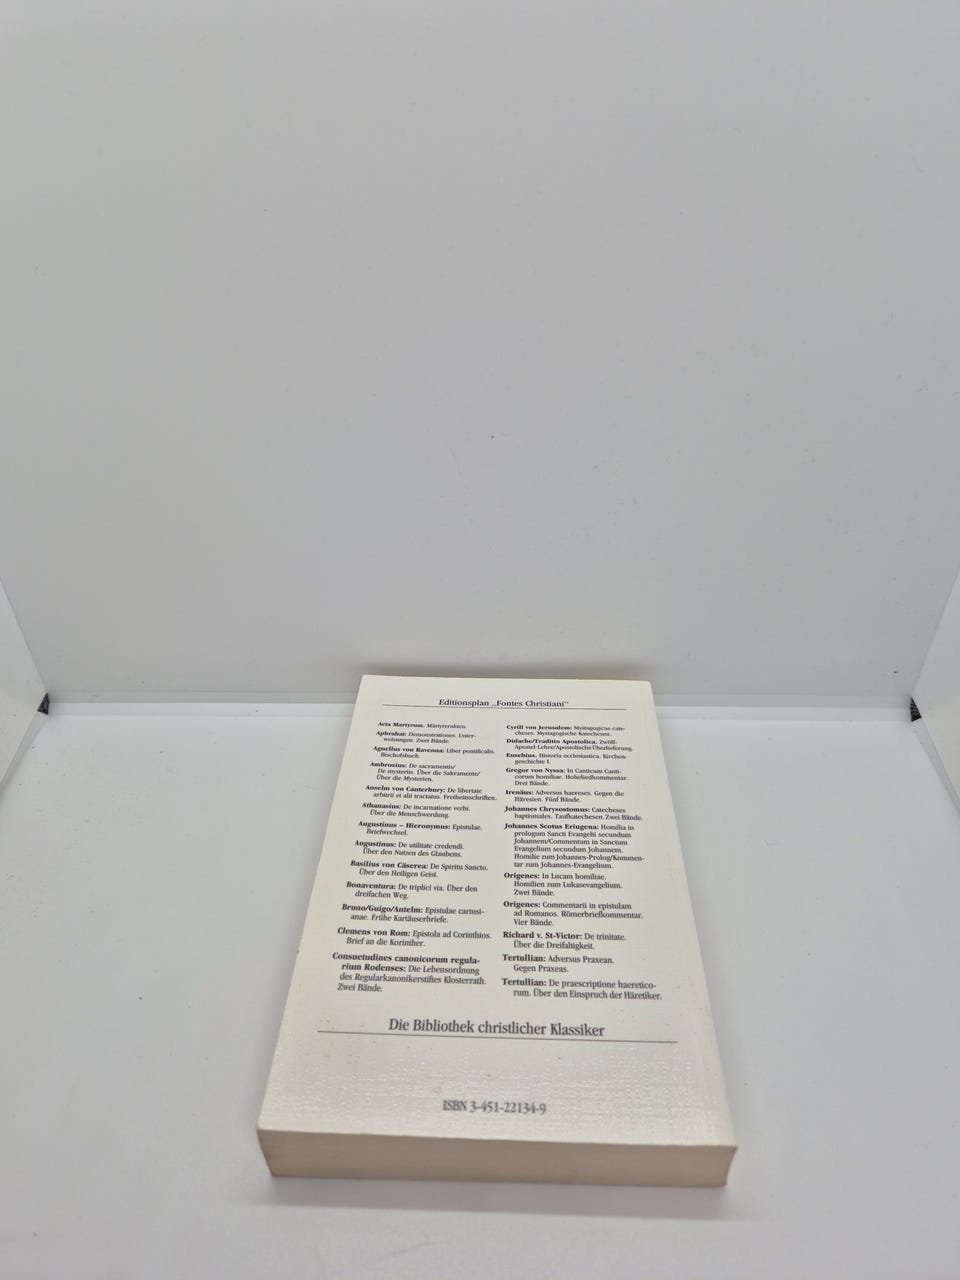 Editionsplan „Fontes Christiani“
Acta Martyrum. Märtyrerakten.
Aphrahat: Demonstrationes. Unter-
weisungen. Zwei Bände.
Agnellus von Ravenna: Liber pontificalis.
Bischofsbuch.
Ambrosius: De sacramentis/
De mysteriis. Über die Sakramente/
Über die Mysterien.
Anselm von Canterbury: De libertate
arbitrii et alii tractatus. Freiheitsschriften.
Athanasius: De incarnatione verbi.
Über die Menschwerdung.
Augustinus – Hieronymus: Epistulae.
Briefwechsel.
Augustinus: De utilitate credendi.
Über den Nutzen des Glaubens.
Basilius von Cäserea: De Spiritu Sancto.
Über den Heiligen Geist.
Bonaventura: De triplici via. Über den
dreifachen Weg.
Bruno/Guigo/Antelm: Epistulae cartusi-
anae. Frühe Kartäuserbriefe.
Clemens von Rom: Epistola ad Corinthios.
Brief an die Korinther.
Consuetudines canonicorum regula-
rium Rodenses: Die Lebensordnung
des Regularkanonikerstiftes Klosterrath.
Zwei Bände.
Cyrill von Jerusalem: Mystagogicae cate-
cheses. Mystagogische Katechesen.
Didache/Traditio Apostolica. Zwölf-
Apostel-Lehre/Apostolische Überlieferung.
Eusebius. Historia ecclesiastica. Kirchen-
geschichte I.
Gregor von Nyssa: In Canticum Canti-
corum homiliae. Hoheliedkommentar.
Drei Bände.
Irenäus: Adversus haereses. Gegen die
Häresien. Fünf Bände.
Johannes Chrysostomus: Catecheses
baptismales. Taufkatechesen. Zwei Bände.
Johannes Scotus Eriugena: Homilia in
prologum Sancti Evangelii secundum
Johannem/Commentum in Sanctum
Evangelium secundum Johannem.
Homilie zum Johannes-Prolog/Kommen-
tar zum Johannes-Evangelium.
Origenes: In Lucam homiliae.
Homilien zum Lukasevangelium.
Zwei Bände.
Origenes: Commentarii in epistulam
ad Romanos. Römerbriefkommentar.
Vier Bände.
Richard v. St-Victor: De trinitate.
Über die Dreifaltigkeit.
Tertullian: Adversus Praxean.
Gegen Praxeas.
Tertullian: De praescriptione haeretico-
rum. Über den Einspruch der Häretiker.
Die Bibliothek christlicher Klassiker
ISBN 3-451-22134-9